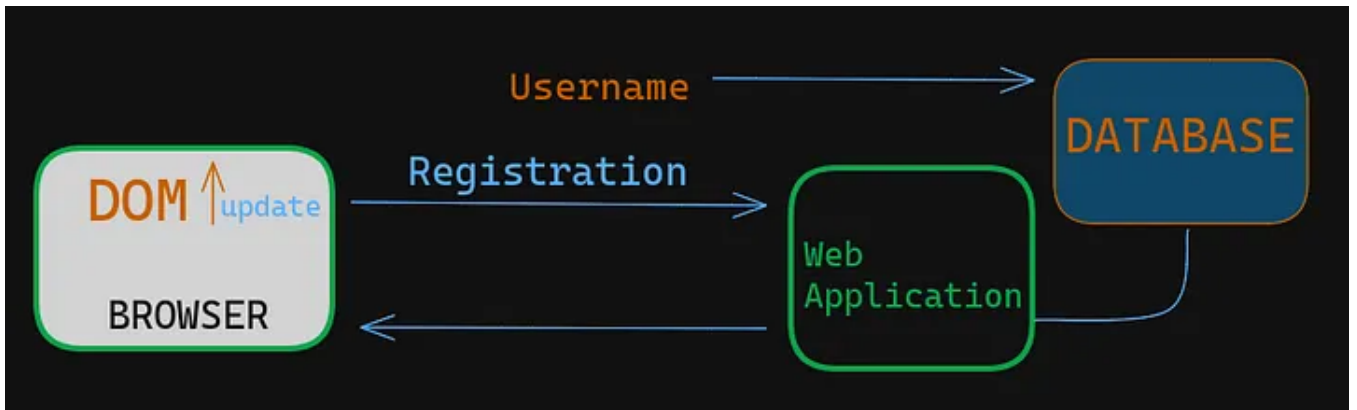 Username
DATABASE
Registration
DOM
update
Web
Application
BROWSER